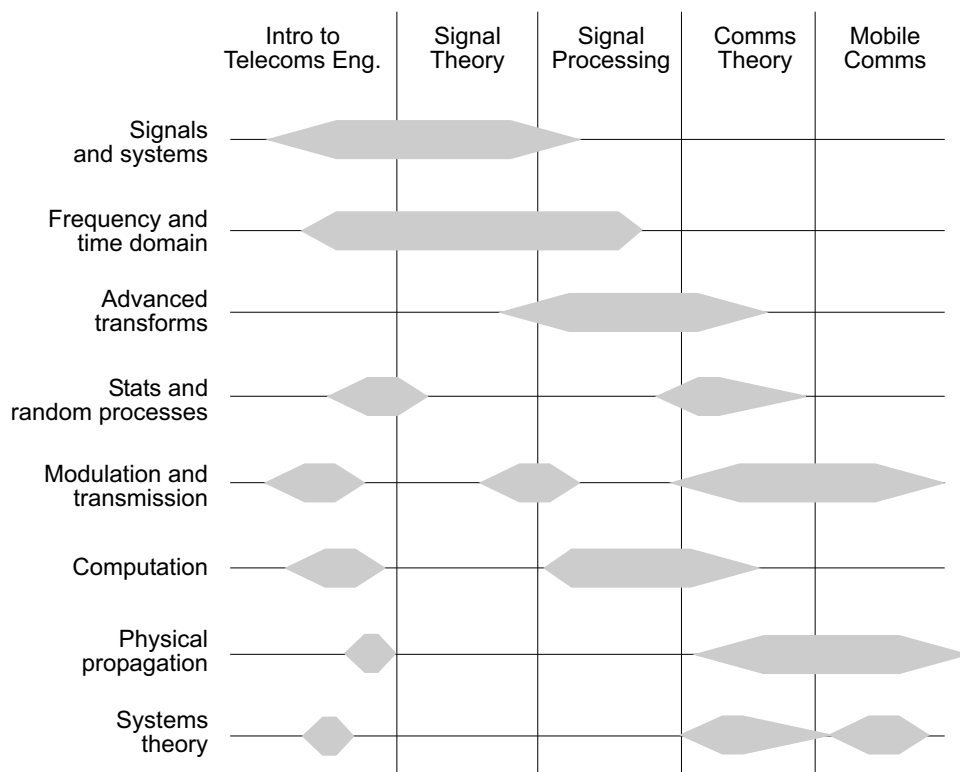 Intro to
Telecoms Eng.
Signal
Theory
Signal
Processing
Comms
Theory
Mobile
Comms
Signals
and systems
Frequency and
time domain
Advanced
transforms
Stats and
random processes
Modulation and
transmission
Computation
Physical
propagation
Systems
theory